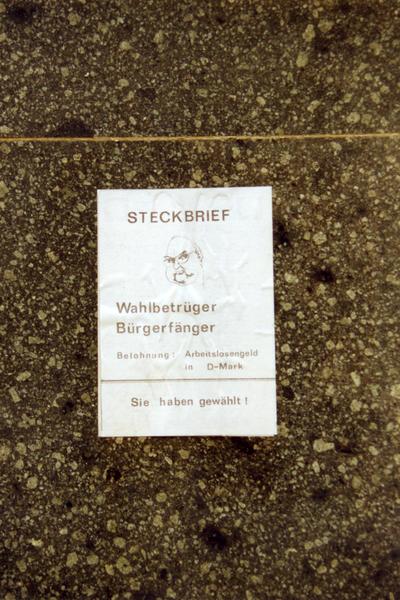 STECKBRIEF
Wahlbetrüger
Bürgerfänger
Belohnung: Arbeitslosengeld
in D-Mark
Sie haben gewählt!